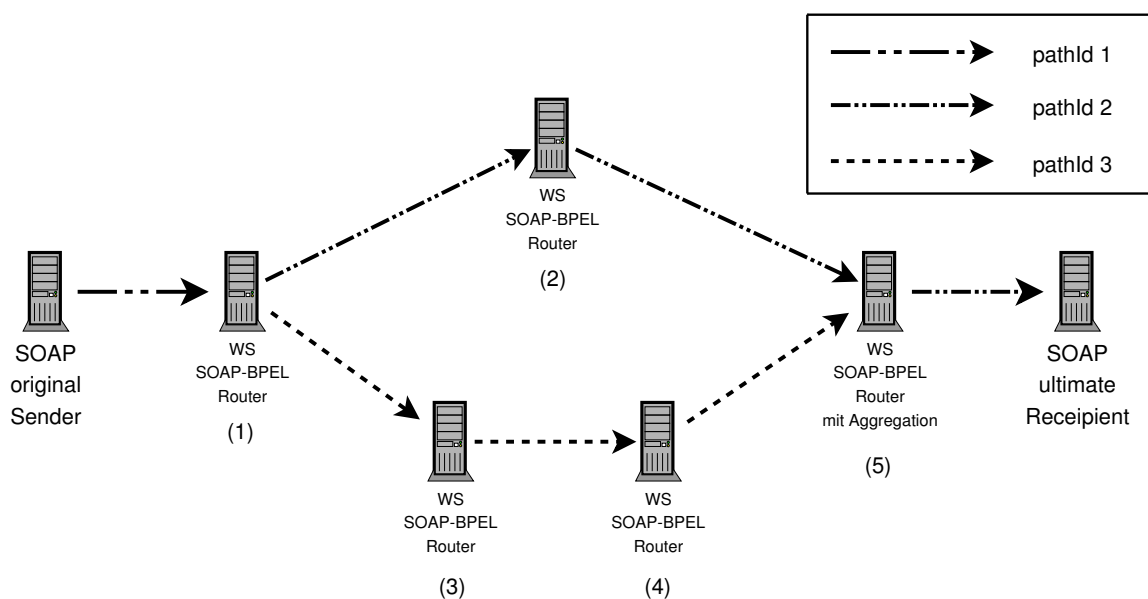 pathId 1
pathId 2
pathId 3
WS
SOAP-BPEL
Router
(2)
SOAP
original
Sender
WS
SOAP-BPEL
Router
(1)
WS
SOAP-BPEL
Router
mit Aggregation
(5)
SOAP
ultimate
Receipient
WS
SOAP-BPEL
Router
(3)
WS
SOAP-BPEL
Router
(4)